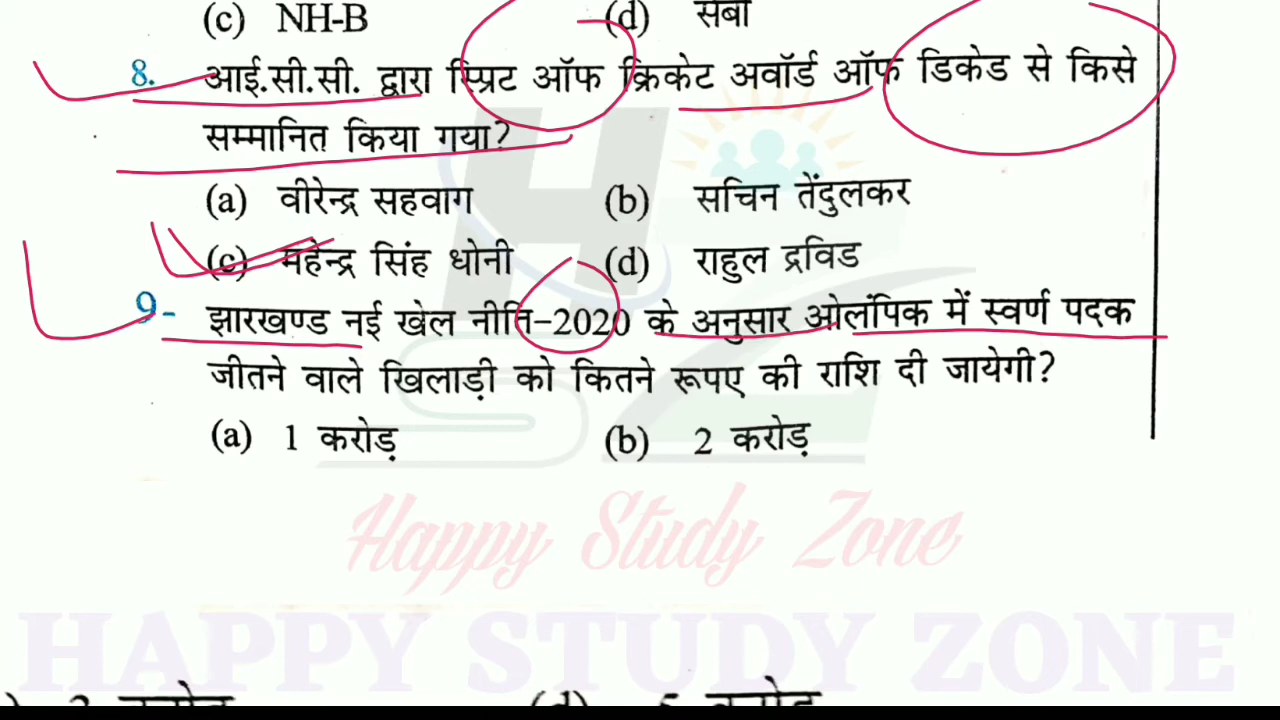 (c) NH-B (d) सबा
8. आई.सी.सी. द्वारा स्प्रिट ऑफ क्रिकेट अवॉर्ड ऑफ डिकेड से किसे
सम्मानित किया गया?
(a) वीरेन्द्र सहवाग (b) सचिन तेंदुलकर
(c) महेन्द्र सिंह धोनी (d) राहुल द्रविड
9- झारखण्ड नई खेल नीति-2020 के अनुसार ओलंपिक में स्वर्ण पदक
जीतने वाले खिलाड़ी को कितने रूपए की राशि दी जायेगी?
(a) 1 करोड़ (b) 2 करोड़
Happy Study Zone
HAPPY STUDY ZONE